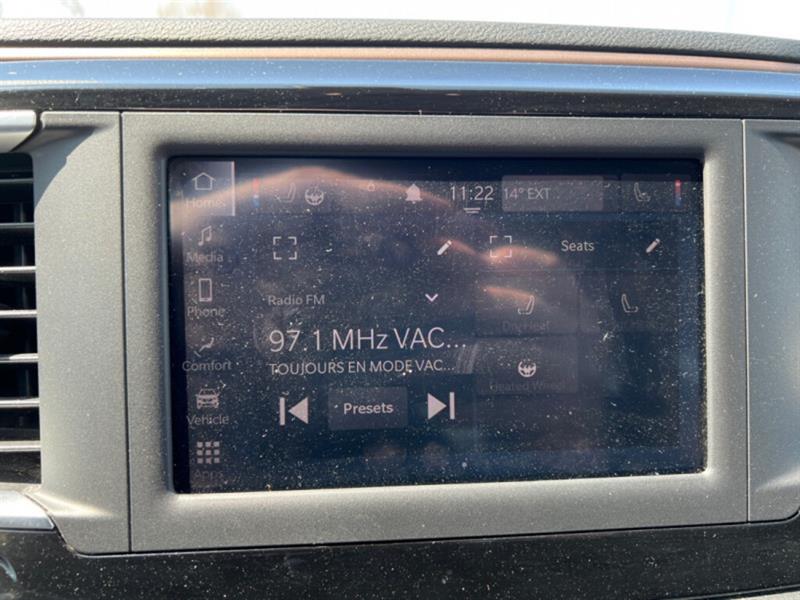 Home
11:22
14° EXT
Media
Seats
Phone
Radio FM
97.1 MHz VAC...
TOUJOURS EN MODE VAC...
Comfort
Heated Wheel
Presets
Vehicle
Apps